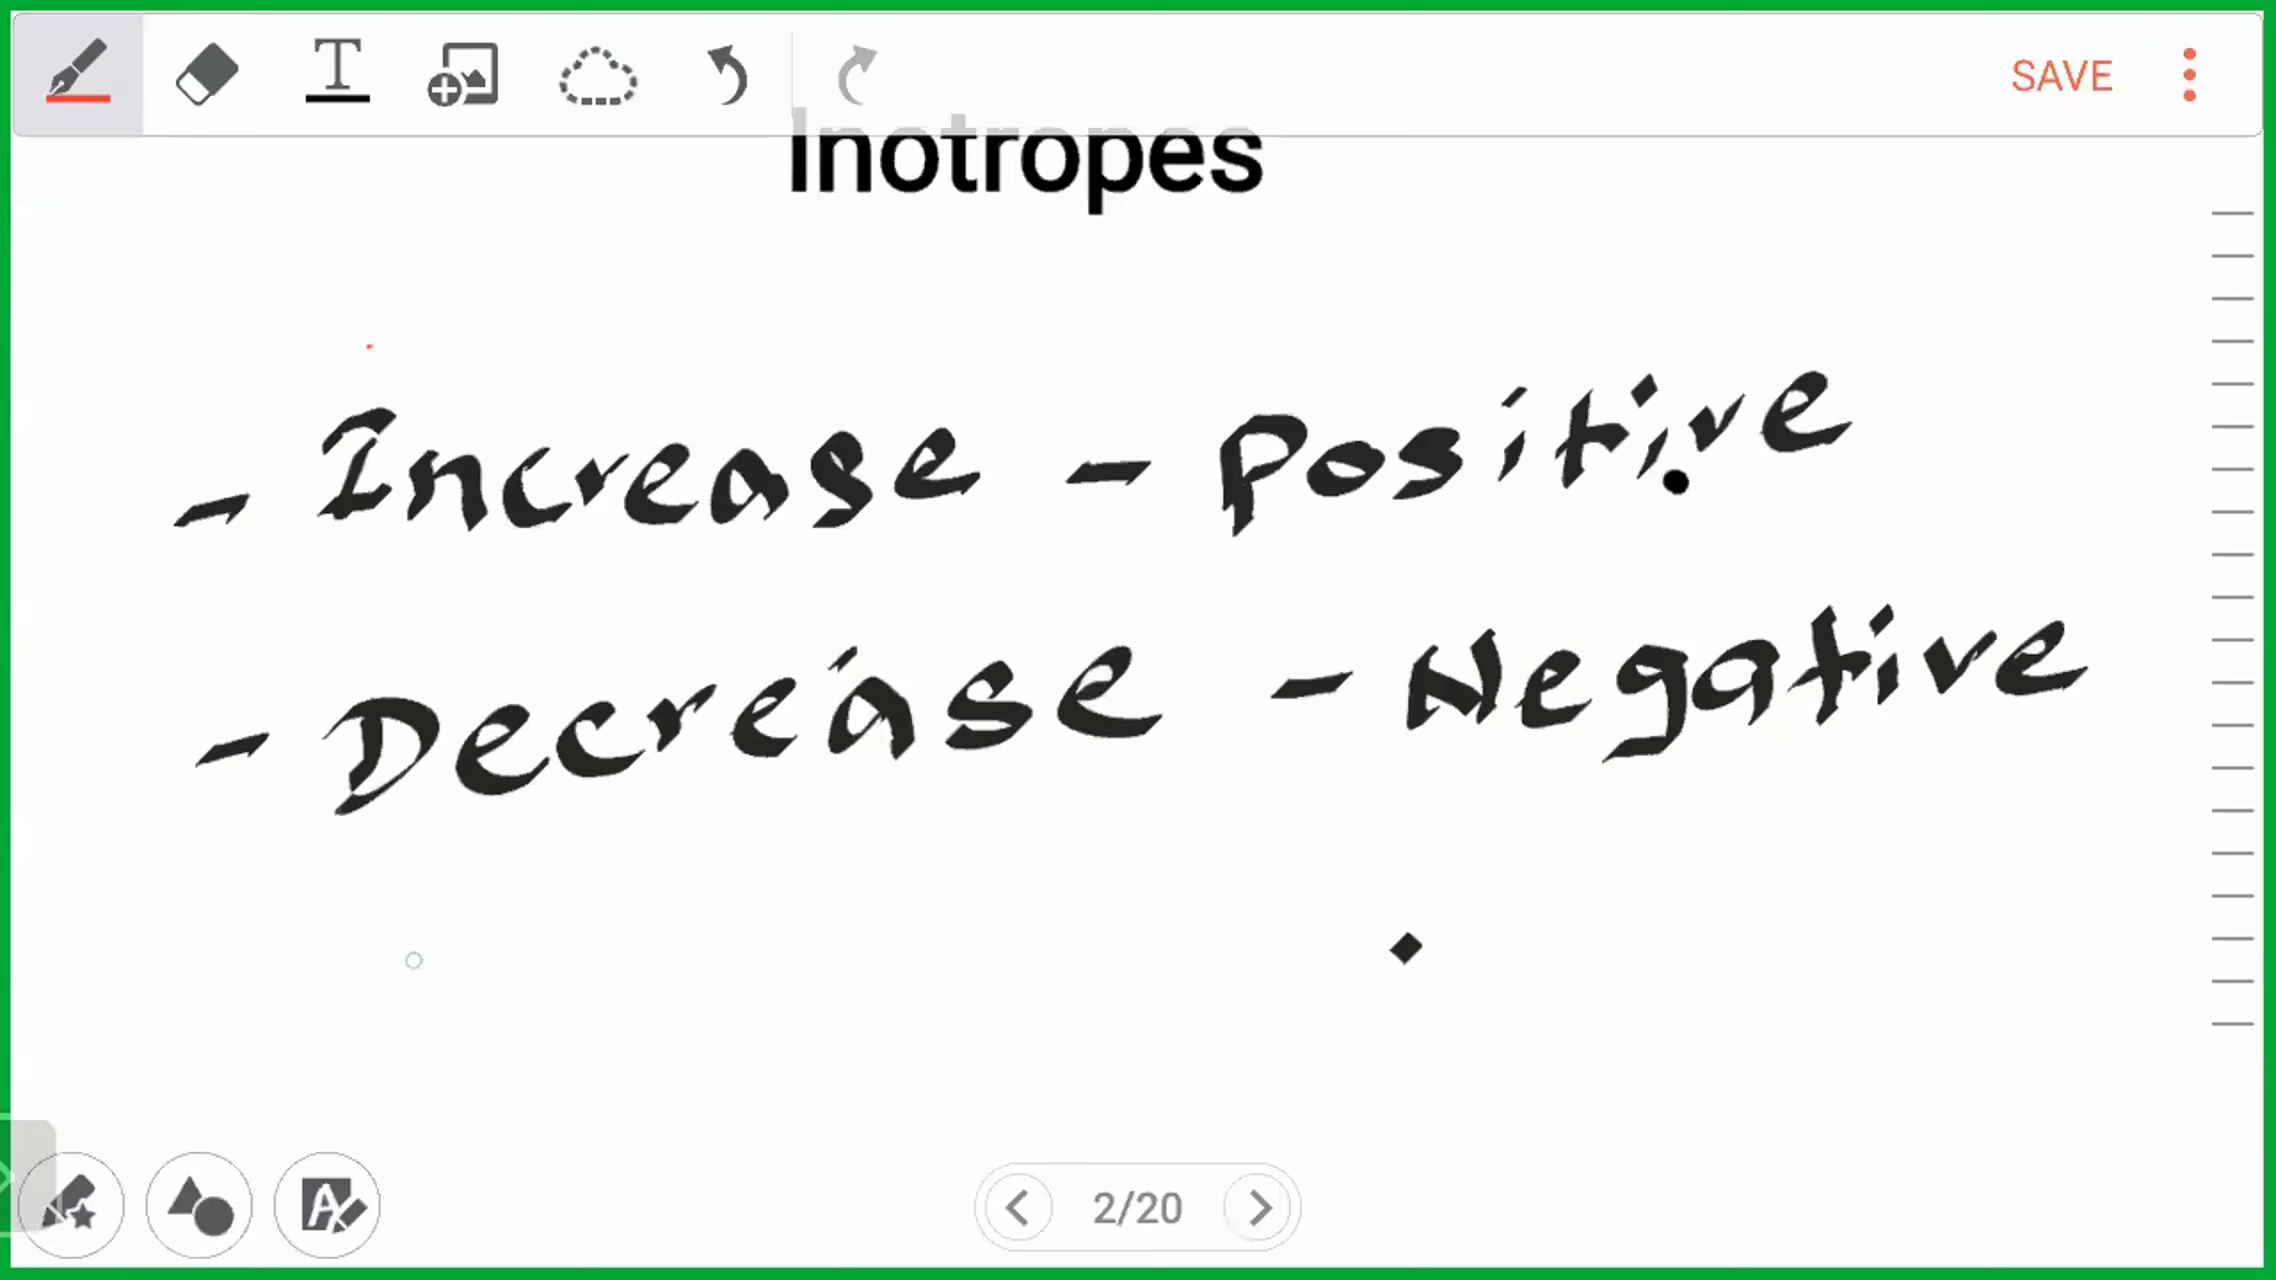 SAVE
Inotropes
- Increase - Positive
- Decrease - Negative
2/20